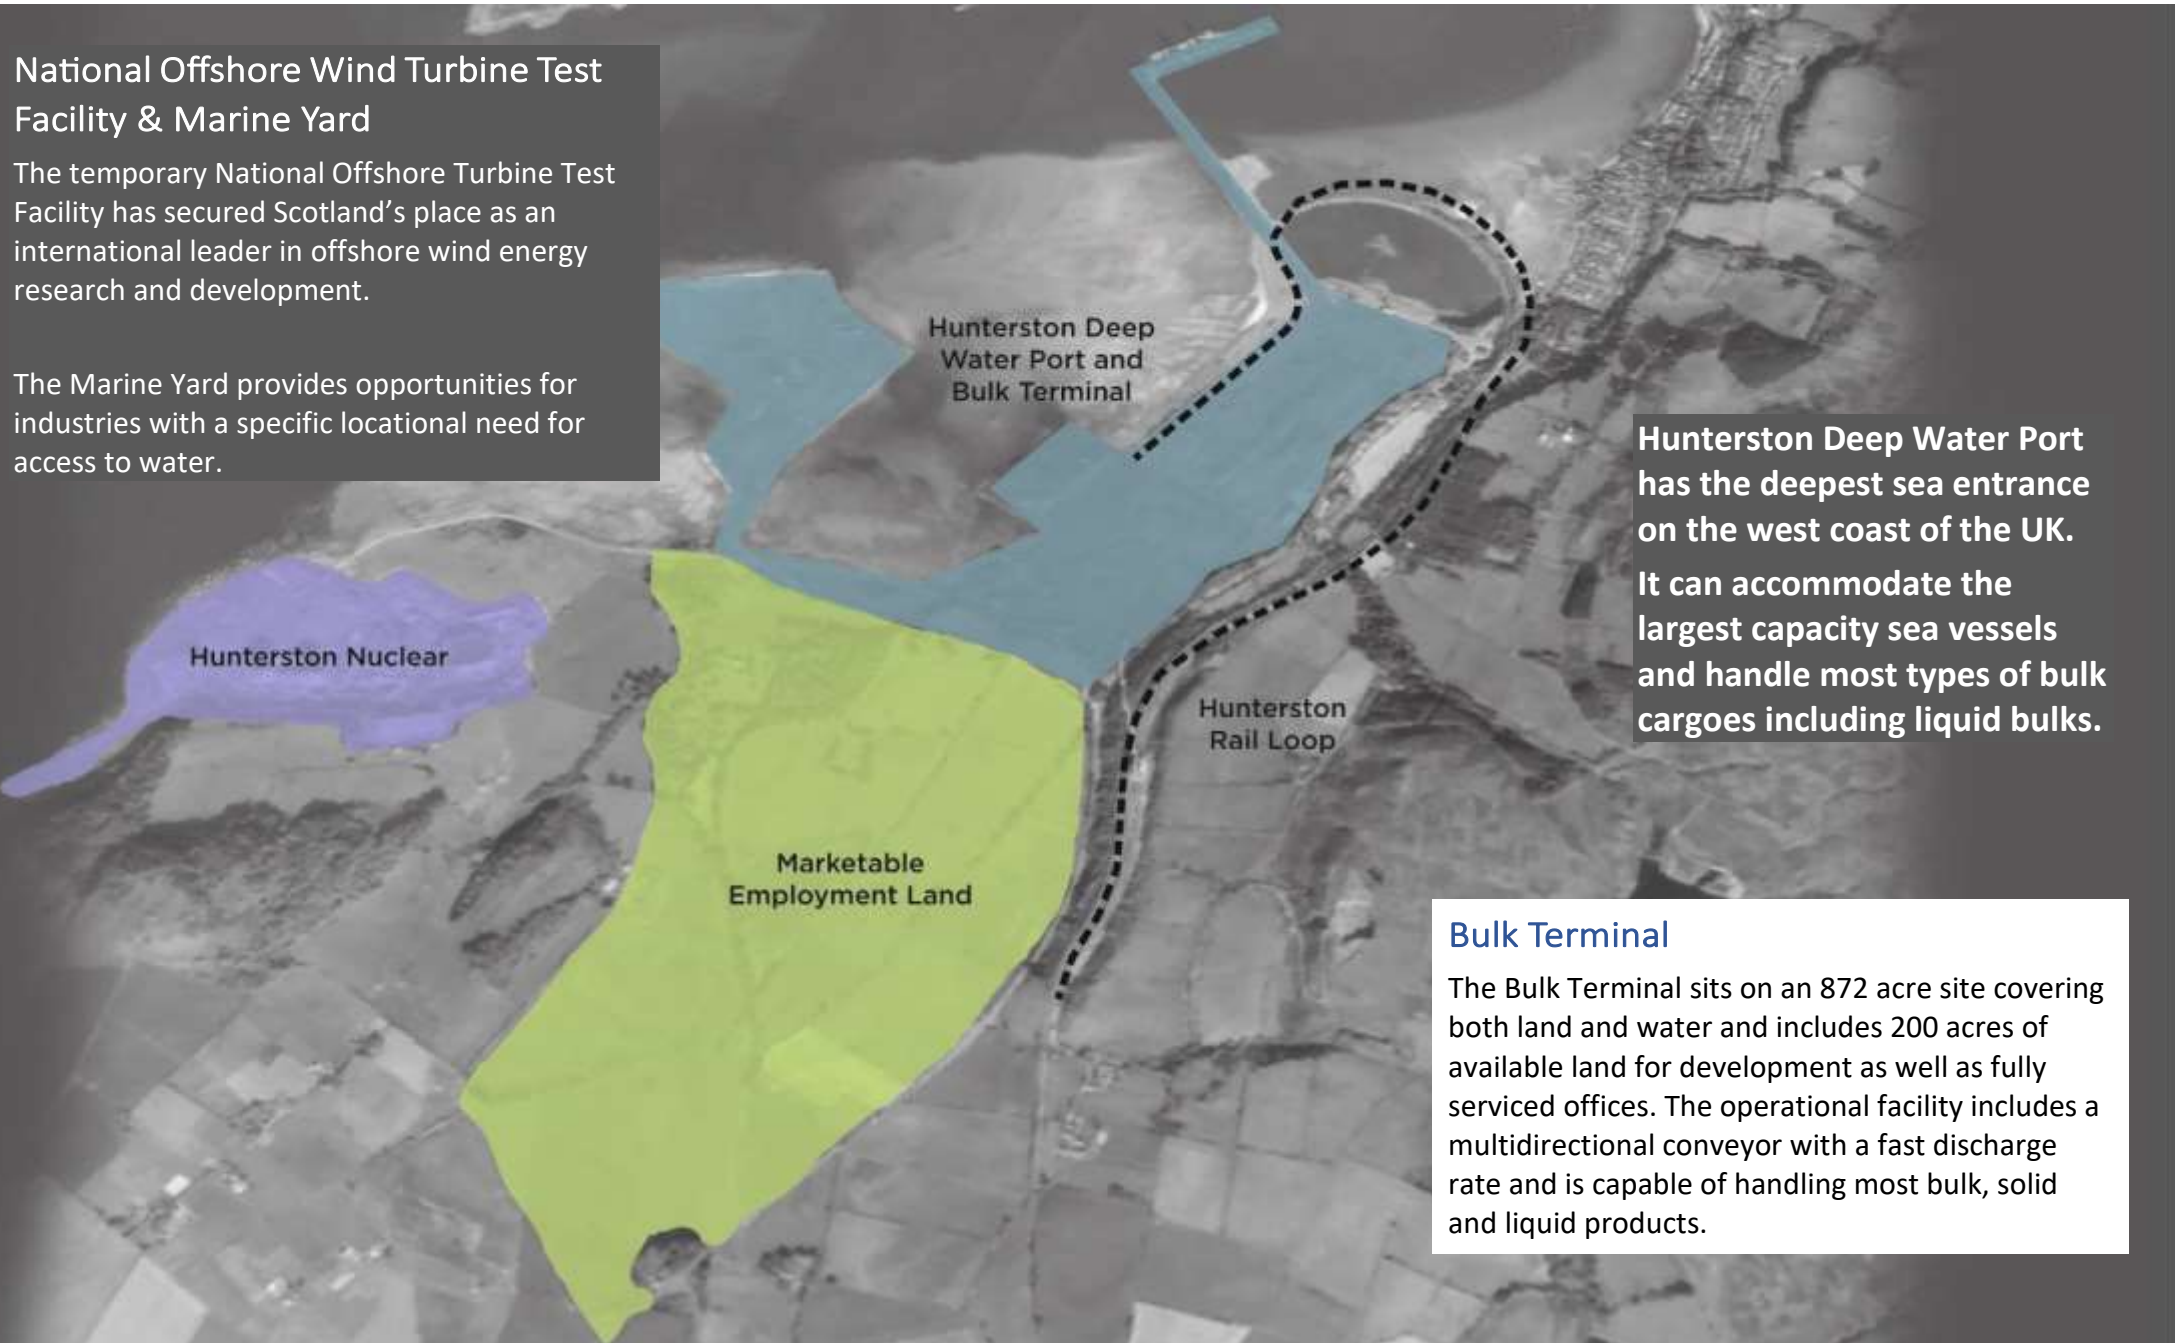 National Offshore Wind Turbine Test
Facility & Marine Yard
The temporary National Offshore Turbine Test
Facility has secured Scotland’s place as an
international leader in offshore wind energy
research and development.
The Marine Yard provides opportunities for
industries with a specific locational need for
access to water.
Hunterston Deep
Water Port and
Bulk Terminal
Hunterston Deep Water Port
has the deepest sea entrance
on the west coast of the UK.
It can accommodate the
largest capacity sea vessels
and handle most types of bulk
cargoes including liquid bulks.
Hunterston Nuclear
Hunterston
Rail Loop
Marketable
Employment Land
Bulk Terminal
The Bulk Terminal sits on an 872 acre site covering
both land and water and includes 200 acres of
available land for development as well as fully
serviced offices. The operational facility includes a
multidirectional conveyor with a fast discharge
rate and is capable of handling most bulk, solid
and liquid products.